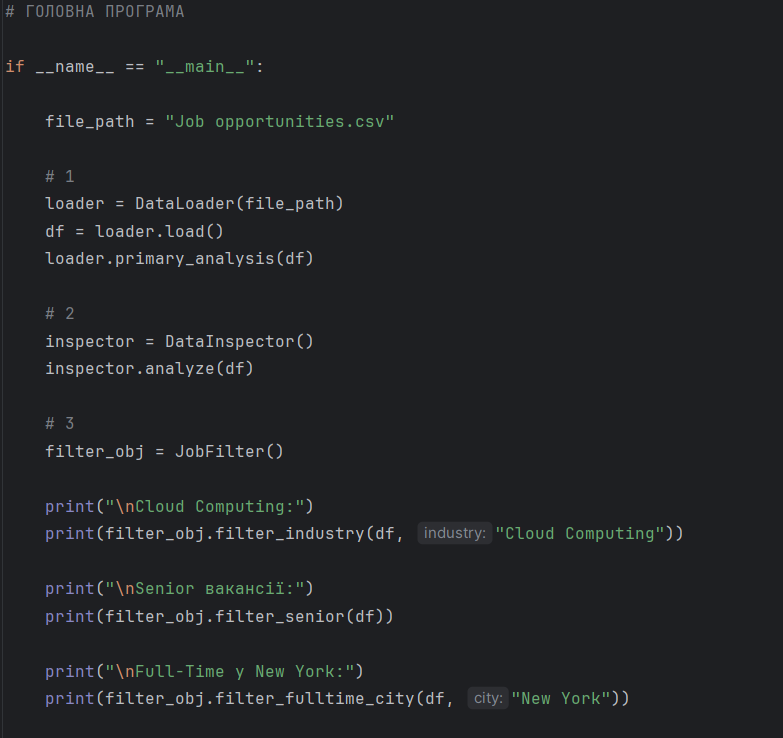 # ГОЛОВНА ПРОГРАМА
if __name__ == "__main__":
file_path = "Job opportunities.csv"
# 1
loader = DataLoader(file_path)
df = loader.load()
loader.primary_analysis(df)
# 2
inspector = DataInspector()
inspector.analyze(df)
# 3
filter_obj = JobFilter()
print("\nCloud Computing:")
print(filter_obj.filter_industry(df, industry: "Cloud Computing"))
print("\nSenior вакансії:")
print(filter_obj.filter_senior(df))
print("\nFull-Time у New York:")
print(filter_obj.filter_fulltime_city(df, city: "New York"))